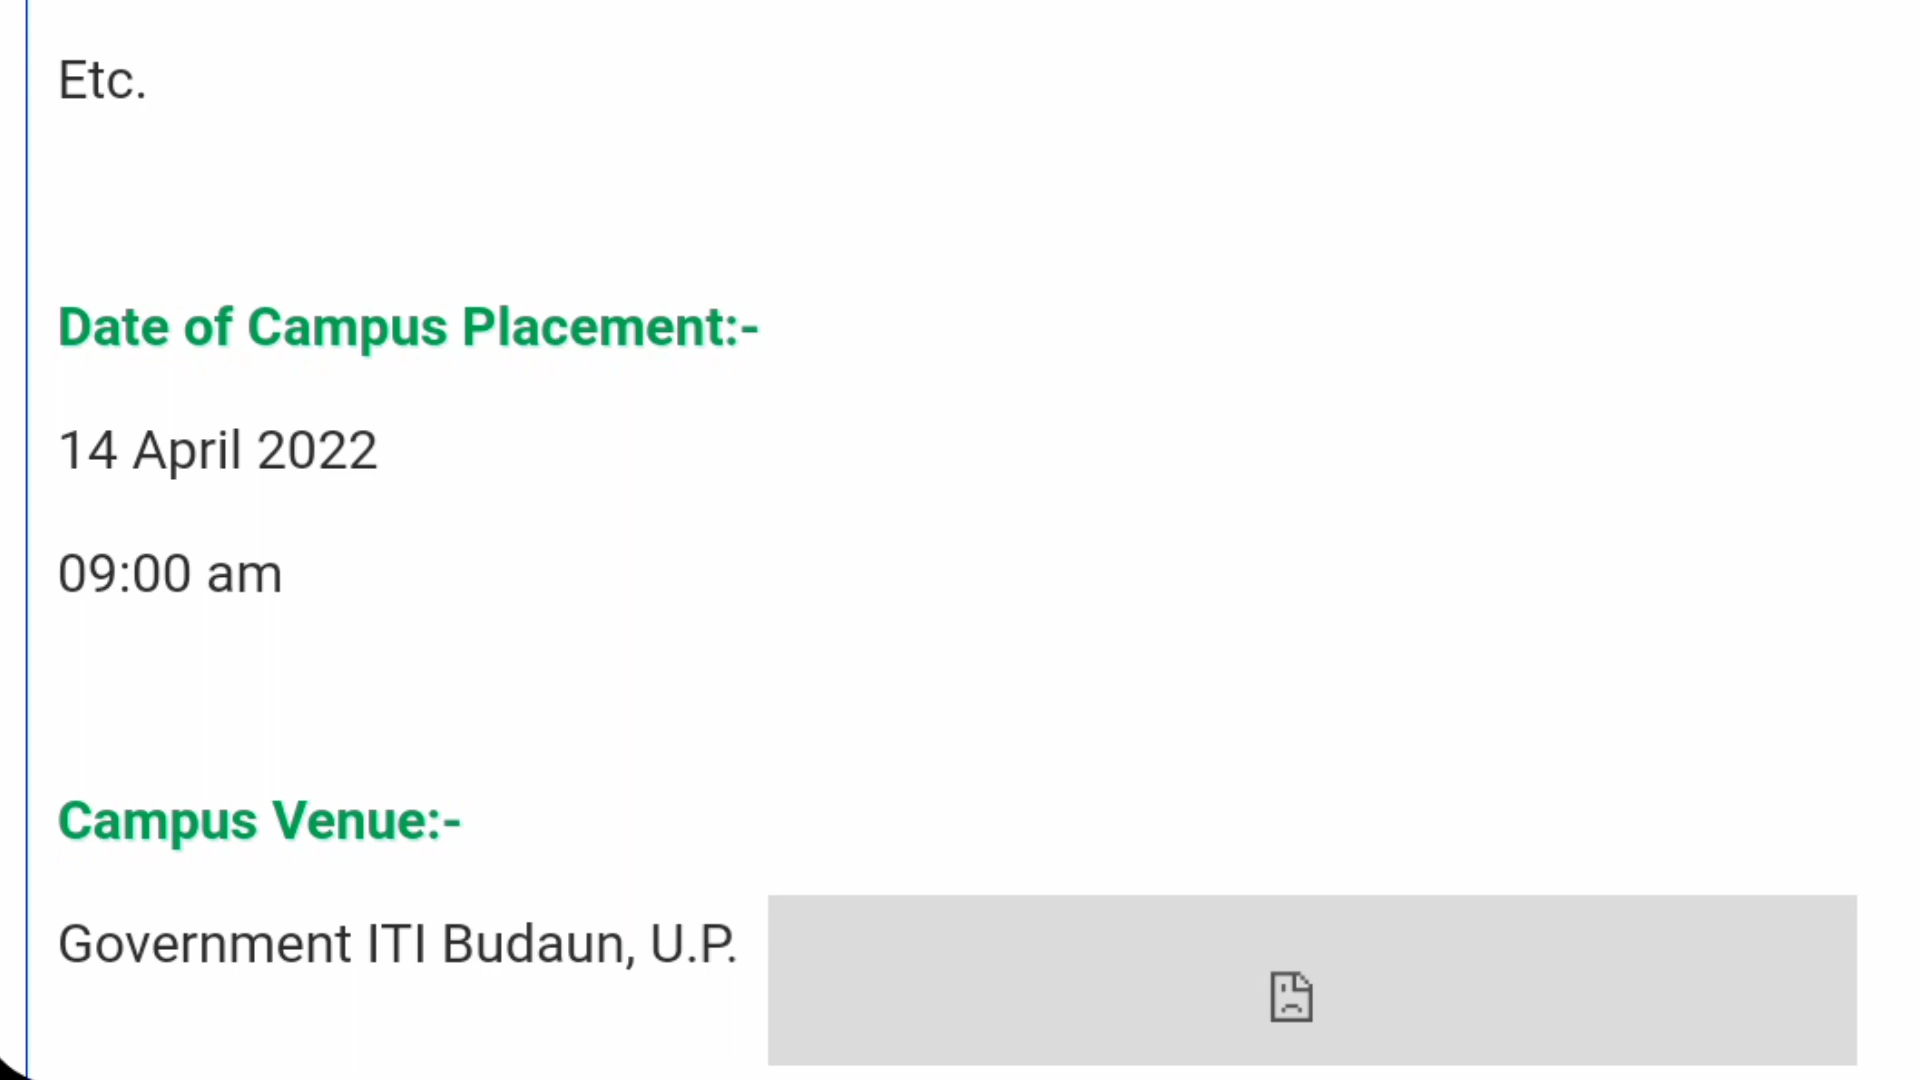 Etc.
Date of Campus Placement:-
14 April 2022
09:00 am
Campus Venue:-
Government ITI Budaun, U.P.